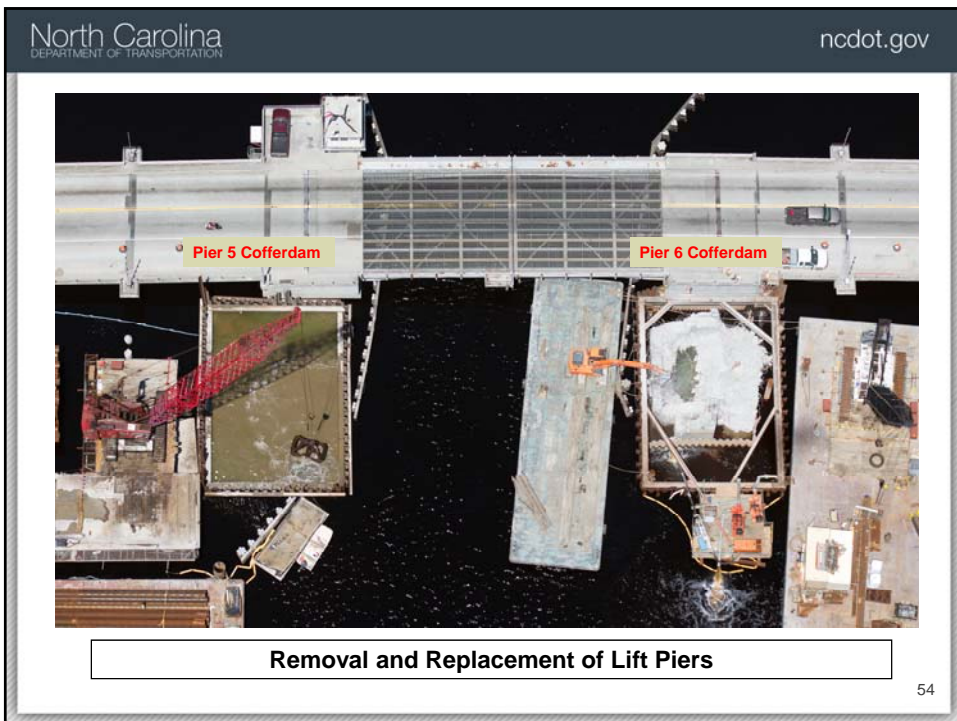 North Carolina
DEPARTMENT OF TRANSPORTATION
ncdot.gov
Pier 5 Cofferdam
Pier 6 Cofferdam
Removal and Replacement of Lift Piers
54